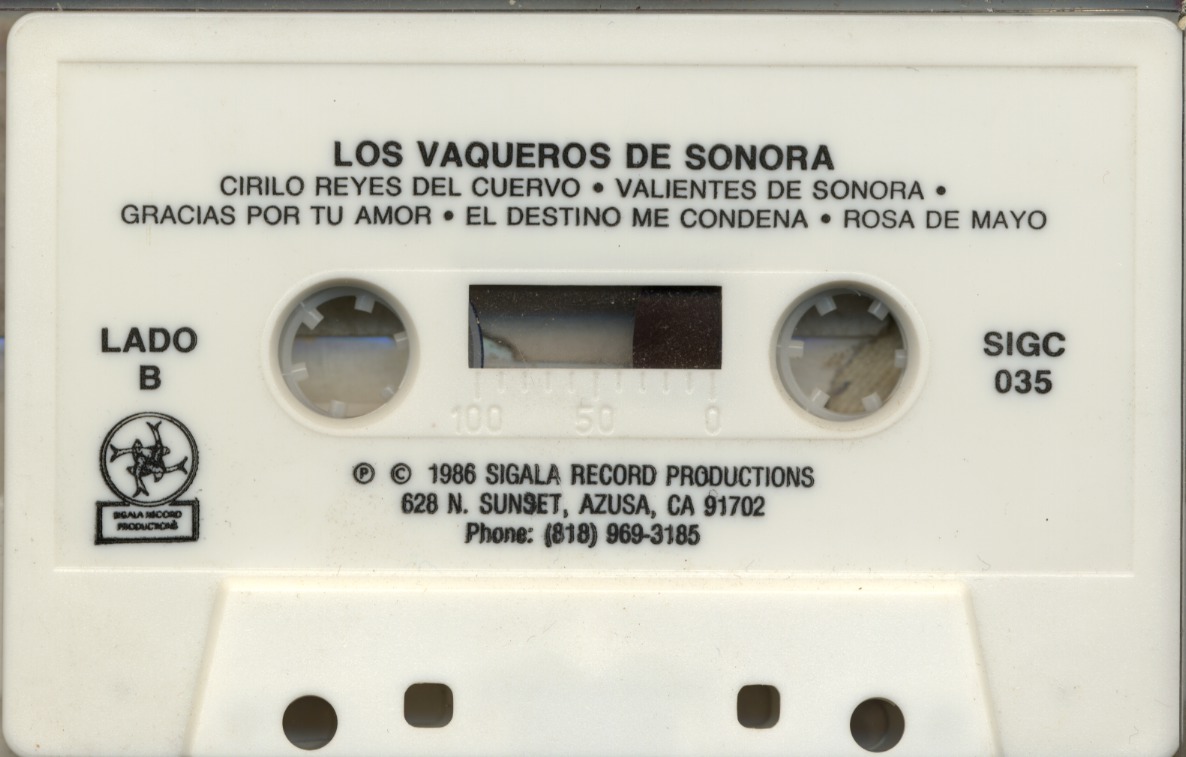 LOS VAQUEROS DE SONORA
CIRILO REYES DEL CUERVO • VALIENTES DE SONORA •
GRACIAS POR TU AMOR • EL DESTINO ME CONDENA • ROSA DE MAYO
LADO
B
SIGC
035
100 50 0
℗ © 1986 SIGALA RECORD PRODUCTIONS
628 N. SUNSET, AZUSA, CA 91702
Phone: (818) 969-3185
SIGALA RECORD
PRODUCTIONS